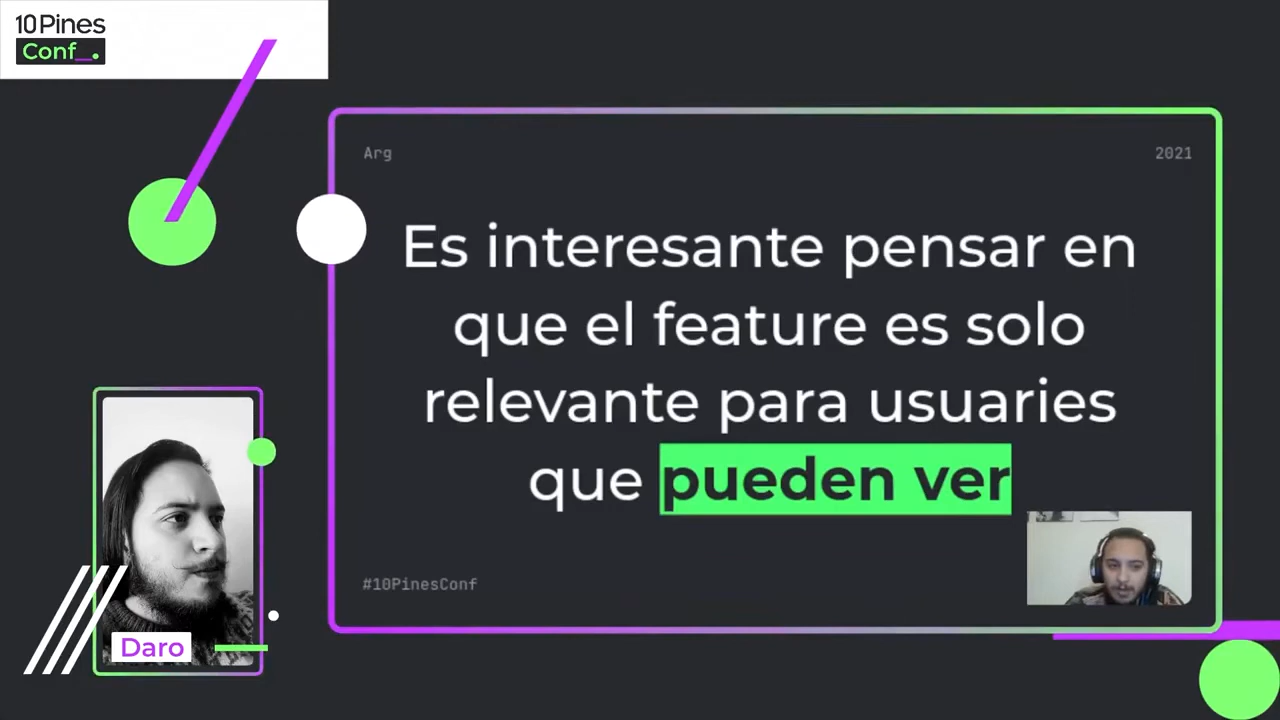 10Pines
Conf_.
Arg
2021
Es interesante pensar en
que el feature es solo
relevante para usuaries
que pueden ver
#10PinesConf
Daro